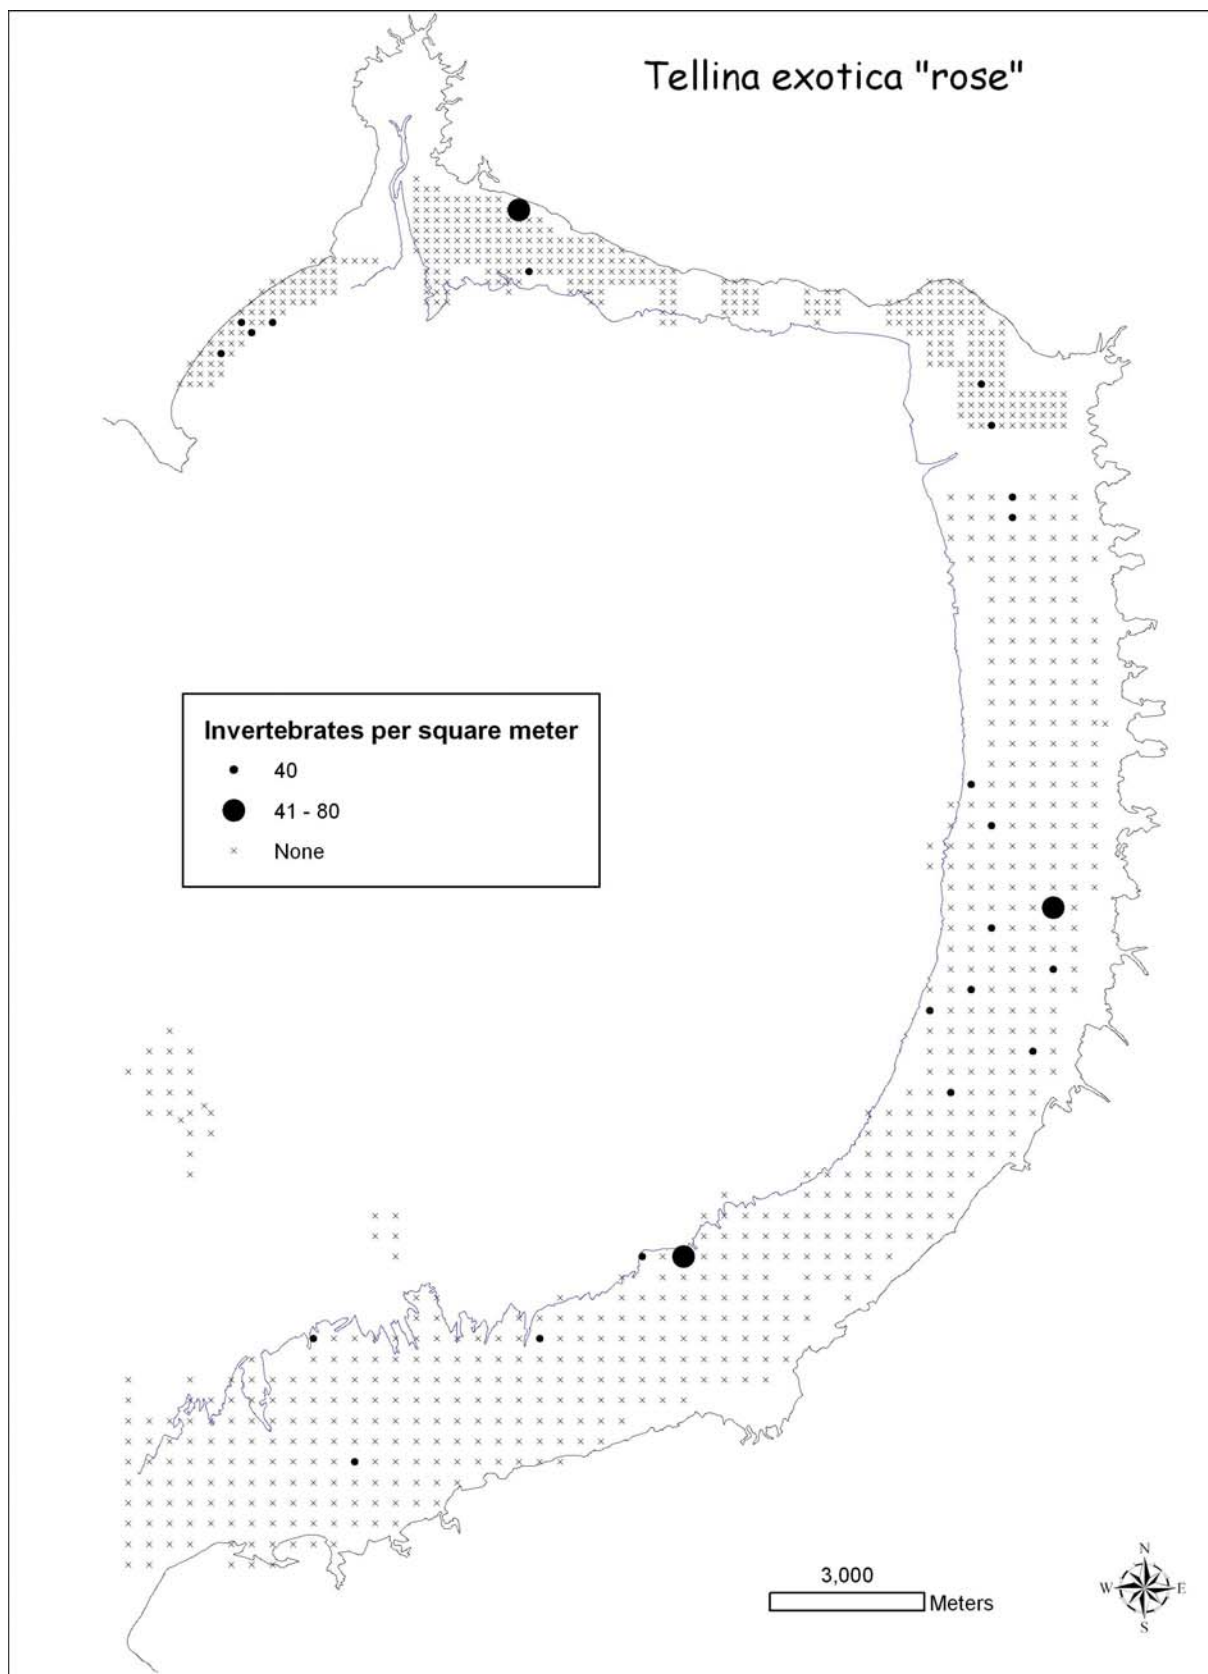 Tellina exotica "rose"
Invertebrates per square meter
40
41 - 80
None
3,000
Meters
N
W E
S